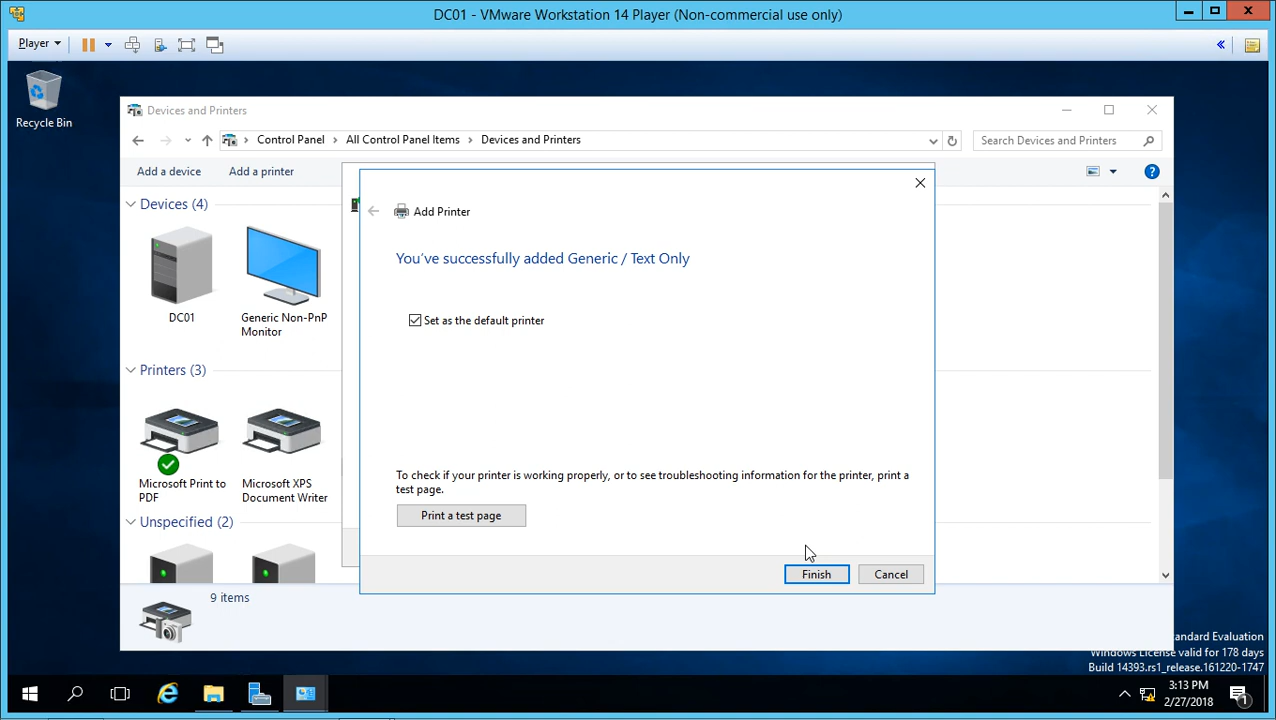 DC01 - VMware Workstation 14 Player (Non-commercial use only)
Player
Recycle Bin
Devices and Printers
Control Panel
All Control Panel Items
Devices and Printers
Search Devices and Printers
Add a device
Add a printer
Devices (4)
DC01
Generic Non-PnP
Monitor
Printers (3)
Microsoft Print to
PDF
Microsoft XPS
Document Writer
Unspecified (2)
9 items
Add Printer
You've successfully added Generic / Text Only
Set as the default printer
To check if your printer is working properly, or to see troubleshooting information for the printer, print a
test page.
Print a test page
Finish
Cancel
tandard Evaluation
Windows License valid for 178 days
Build 14393.rs1_release.161220-1747
3:13 PM
2/27/2018
1